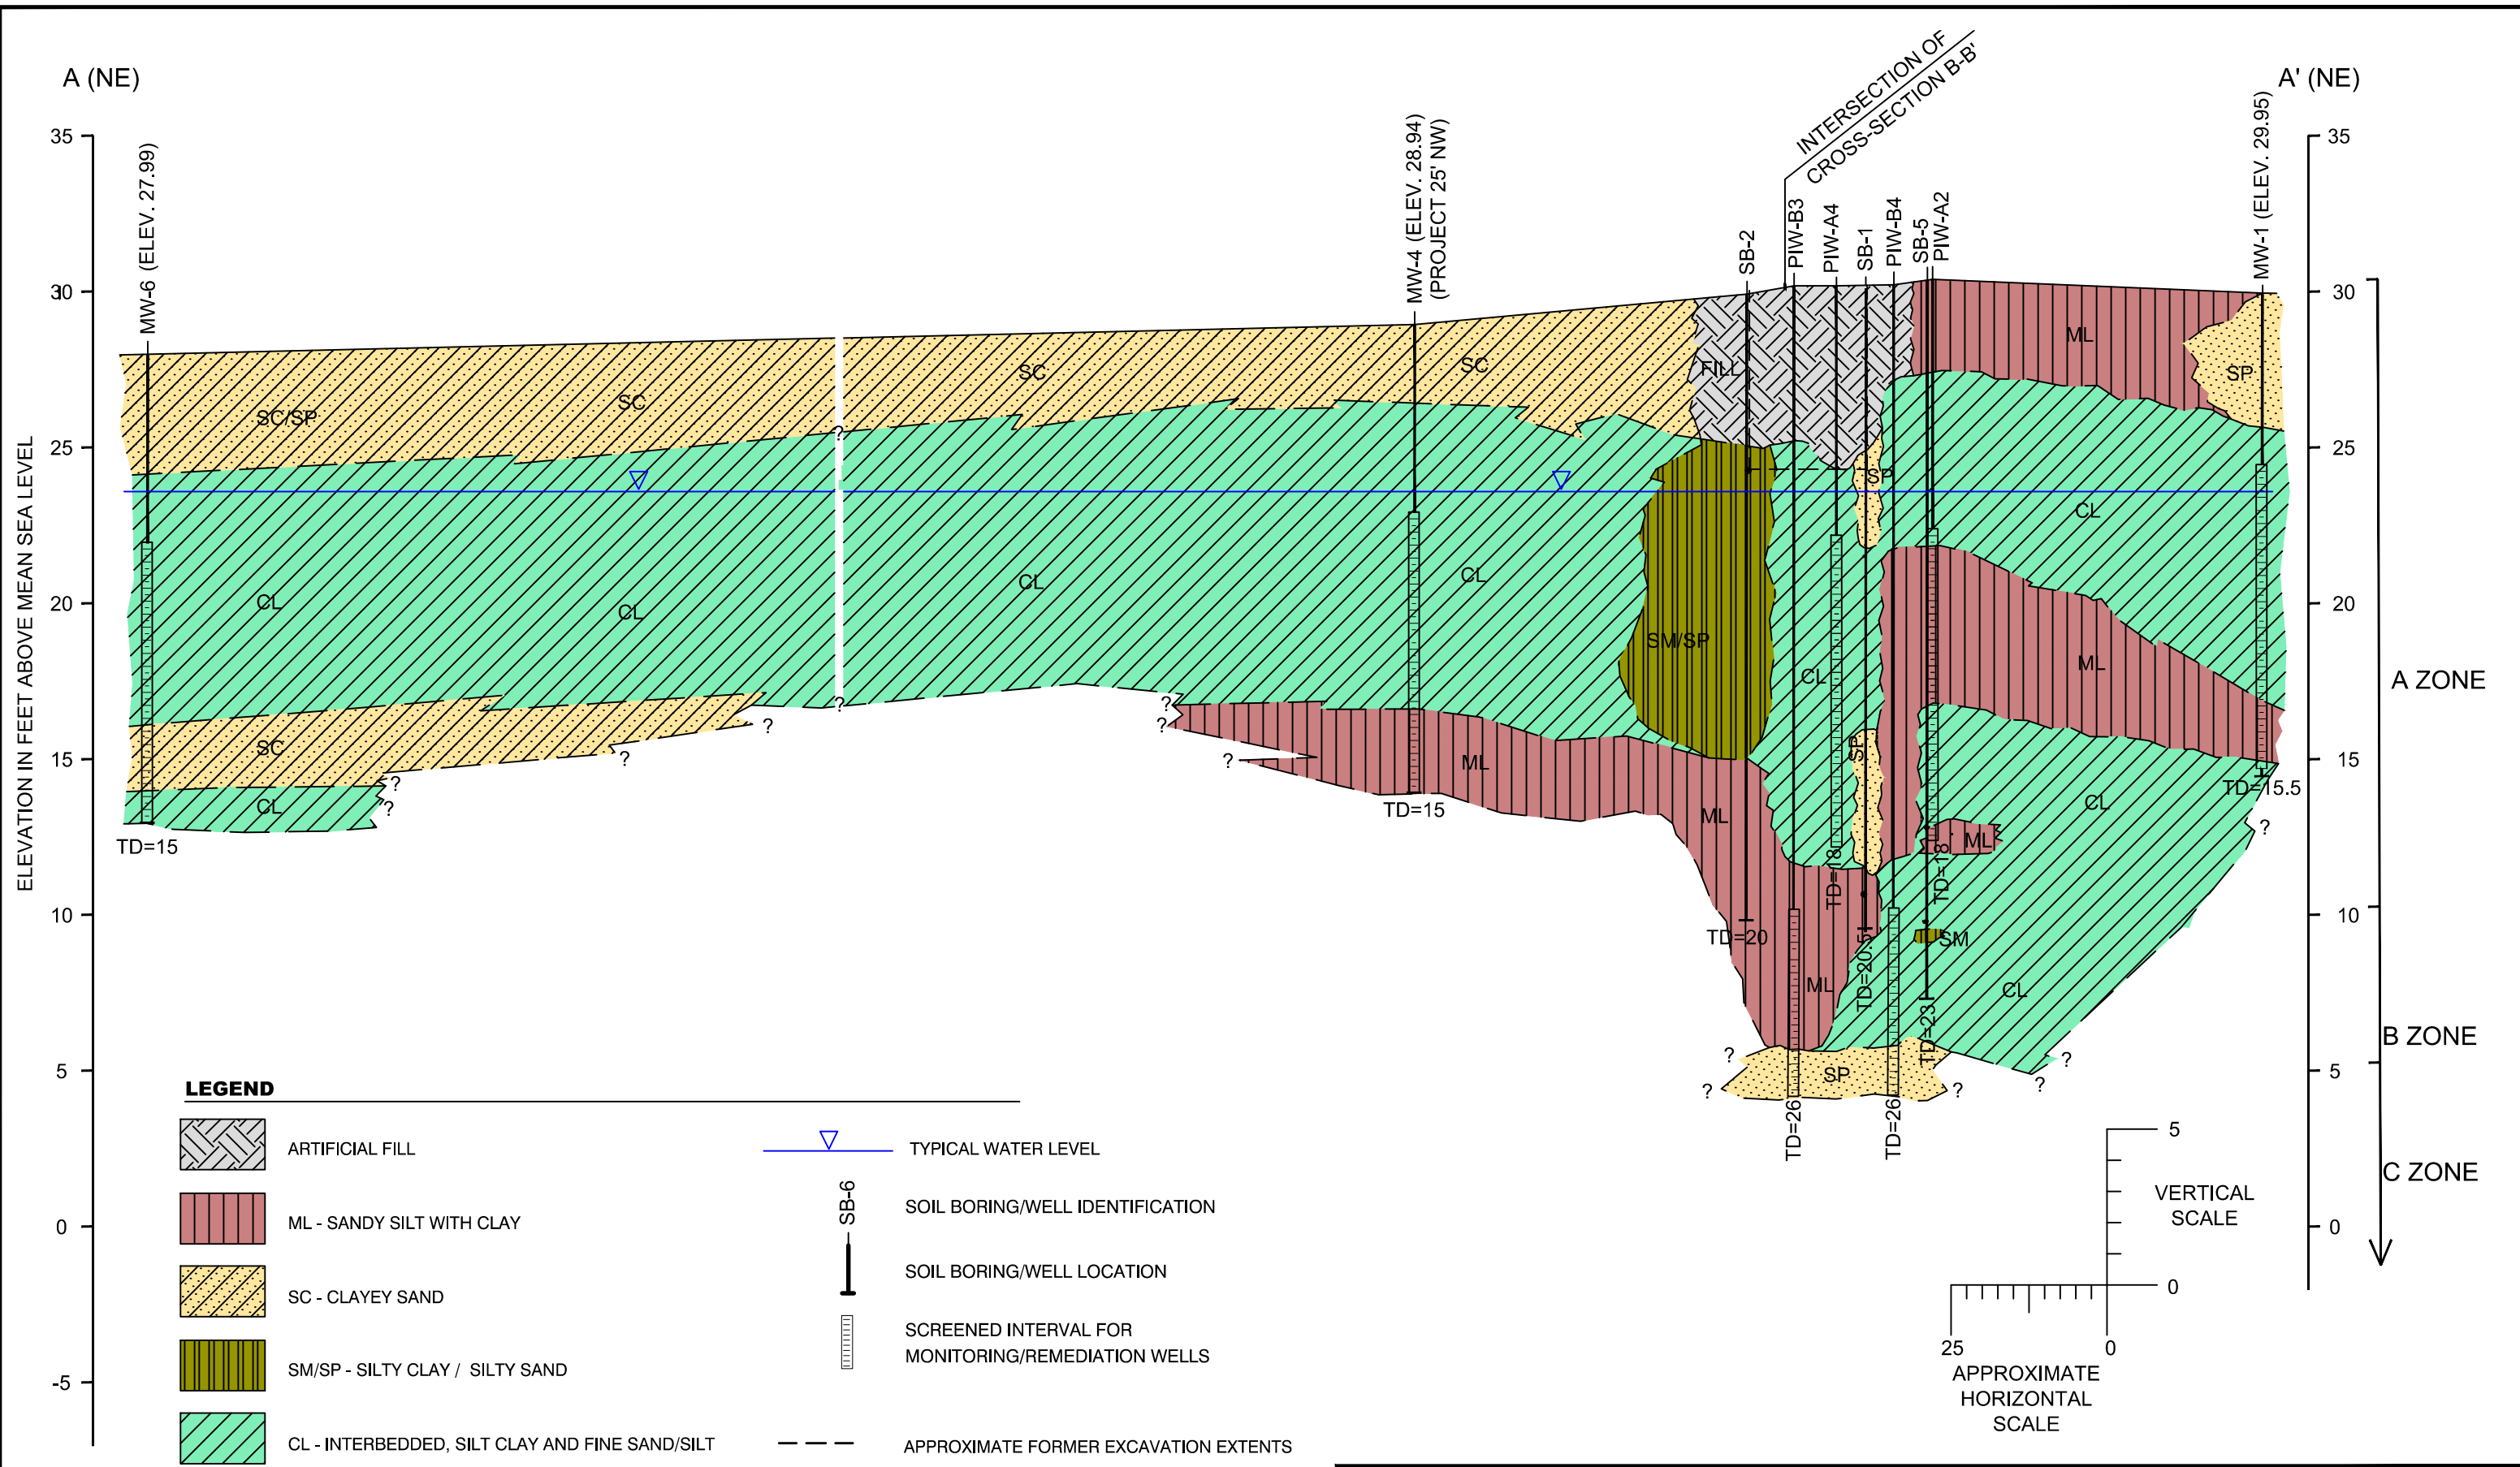 A (NE)
A' (NE)
INTERSECTION OF
CROSS-SECTION B-B'
ELEVATION IN FEET ABOVE MEAN SEA LEVEL
35
30
25
20
15
10
5
0
-5
35
30
25
20
15
10
5
0
MW-6 (ELEV. 27.99)
MW-4 (ELEV. 28.94)
(PROJECT 25' NW)
SB-2
PIW-B3
PIW-A4
SB-1
PIW-B4
SB-5
PIW-A2
MW-1 (ELEV. 29.95)
SC/SP
SC
SC
SC
FILL
ML
SP
?
SP
CL
CL
CL
CL
CL
SM/SP
CL
ML
SC
CL
?
?
?
?
?
?
?
?
ML
ML
SP
CL
ML
?
TD=15
TD=15
TD=15.5
TD=20
TD=18
TD=20.5
TD=18
TD=23
SM
ML
CL
SP
?
?
?
?
?
TD=26
TD=26
A ZONE
B ZONE
C ZONE
LEGEND
ARTIFICIAL FILL
ML - SANDY SILT WITH CLAY
SC - CLAYEY SAND
SM/SP - SILTY CLAY / SILTY SAND
CL - INTERBEDDED, SILT CLAY AND FINE SAND/SILT
TYPICAL WATER LEVEL
SB-6
SOIL BORING/WELL IDENTIFICATION
SOIL BORING/WELL LOCATION
SCREENED INTERVAL FOR
MONITORING/REMEDIATION WELLS
APPROXIMATE FORMER EXCAVATION EXTENTS
5
VERTICAL
SCALE
0
25
0
APPROXIMATE
HORIZONTAL
SCALE